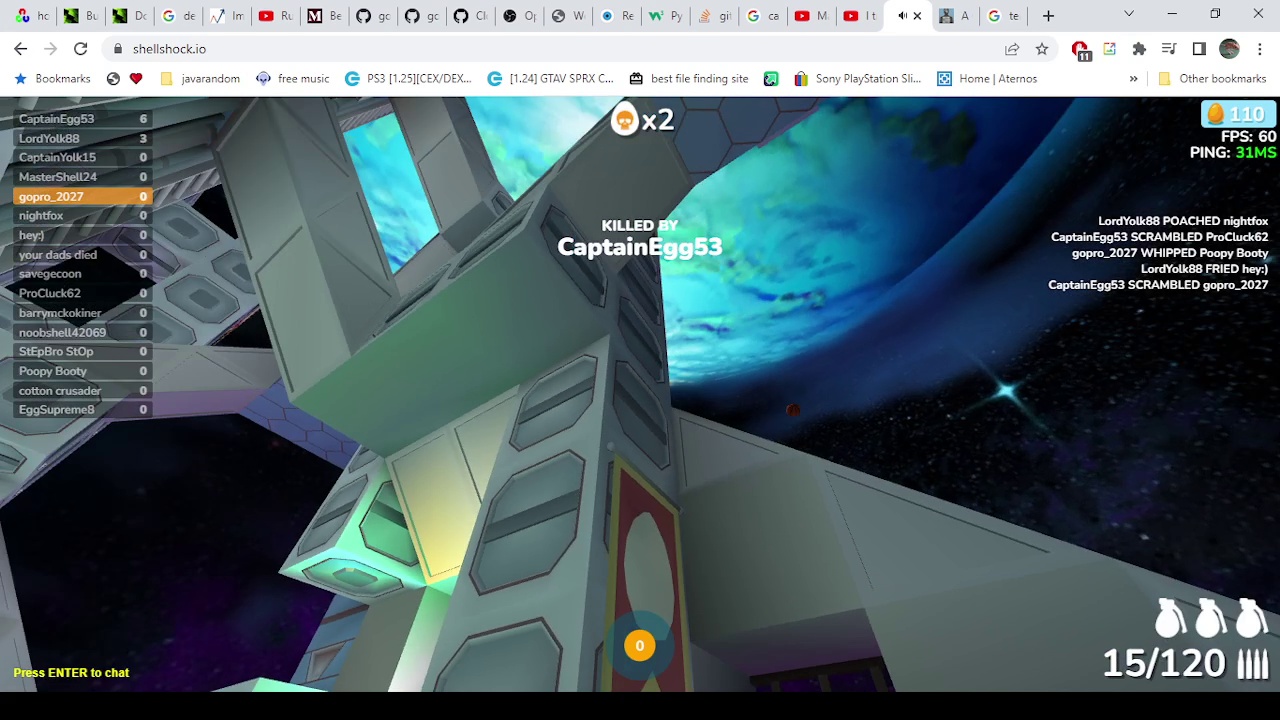 hc
Bu
Dc
de
Im
Ru
Be
gc
gc
Cl
Op
W
Re
Py
git
ca
M
I t
A
te
shellshock.io
11
Bookmarks
javarandom
free music
PS3 [1.25](CEX/DEX...
[1.24] GTAV SPRX C...
best file finding site
Sony PlayStation Sli...
Home | Aternos
»
Other bookmarks
CaptainEgg53 6
LordYolk88 3
CaptainYolk15 0
MasterShell24 0
gopro_2027 0
nightfox 0
hey:) 0
your dads died 0
savegecoon 0
ProCluck62 0
barrymckokiner 0
noobshell42069 0
StEpBro StOp 0
Poopy Booty 0
cotton crusader 0
EggSupreme8 0
x2
KILLED BY
CaptainEgg53
110
FPS: 60
PING: 31MS
LordYolk88 POACHED nightfox
CaptainEgg53 SCRAMBLED ProCluck62
gopro_2027 WHIPPED Poopy Booty
LordYolk88 FRIED hey:)
CaptainEgg53 SCRAMBLED gopro_2027
0
Press ENTER to chat
15/120